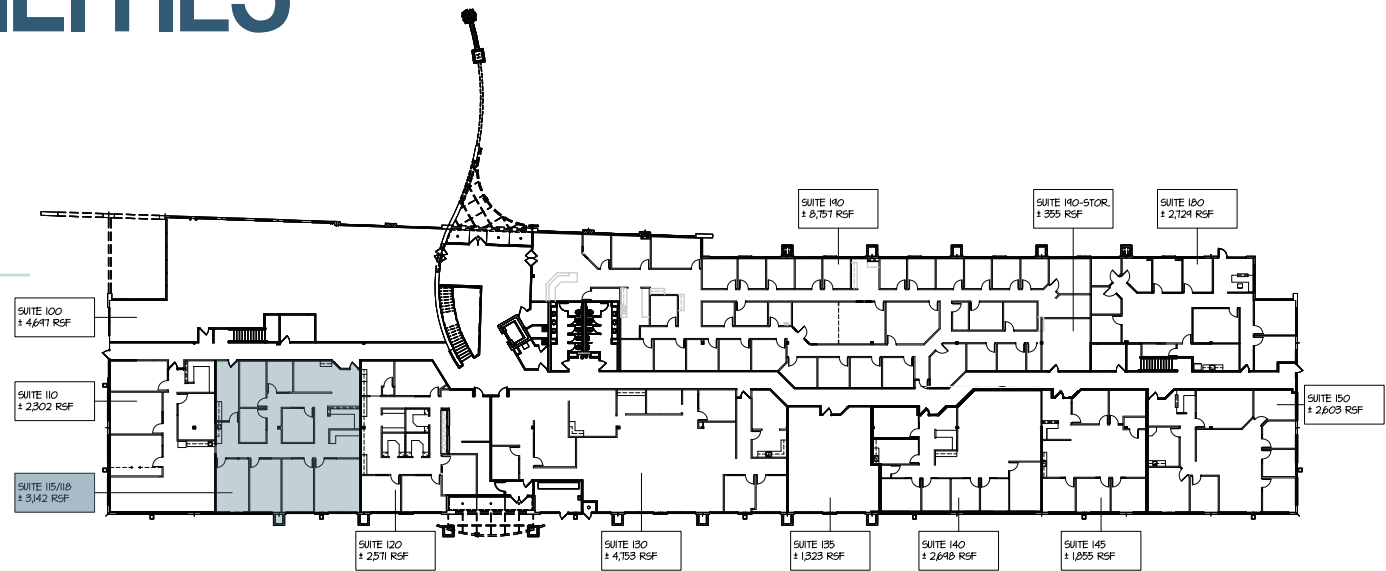 SUITE 190
± 8,757 RSF
SUITE 190-STOR.
± 355 RSF
SUITE 180
± 2,729 RSF
SUITE 100
± 4,697 RSF
SUITE 110
± 2,302 RSF
SUITE 150
± 2,603 RSF
SUITE 115/118
± 3,142 RSF
SUITE 120
± 2,571 RSF
SUITE 130
± 4,753 RSF
SUITE 135
± 1,323 RSF
SUITE 140
± 2,698 RSF
SUITE 145
± 1,855 RSF